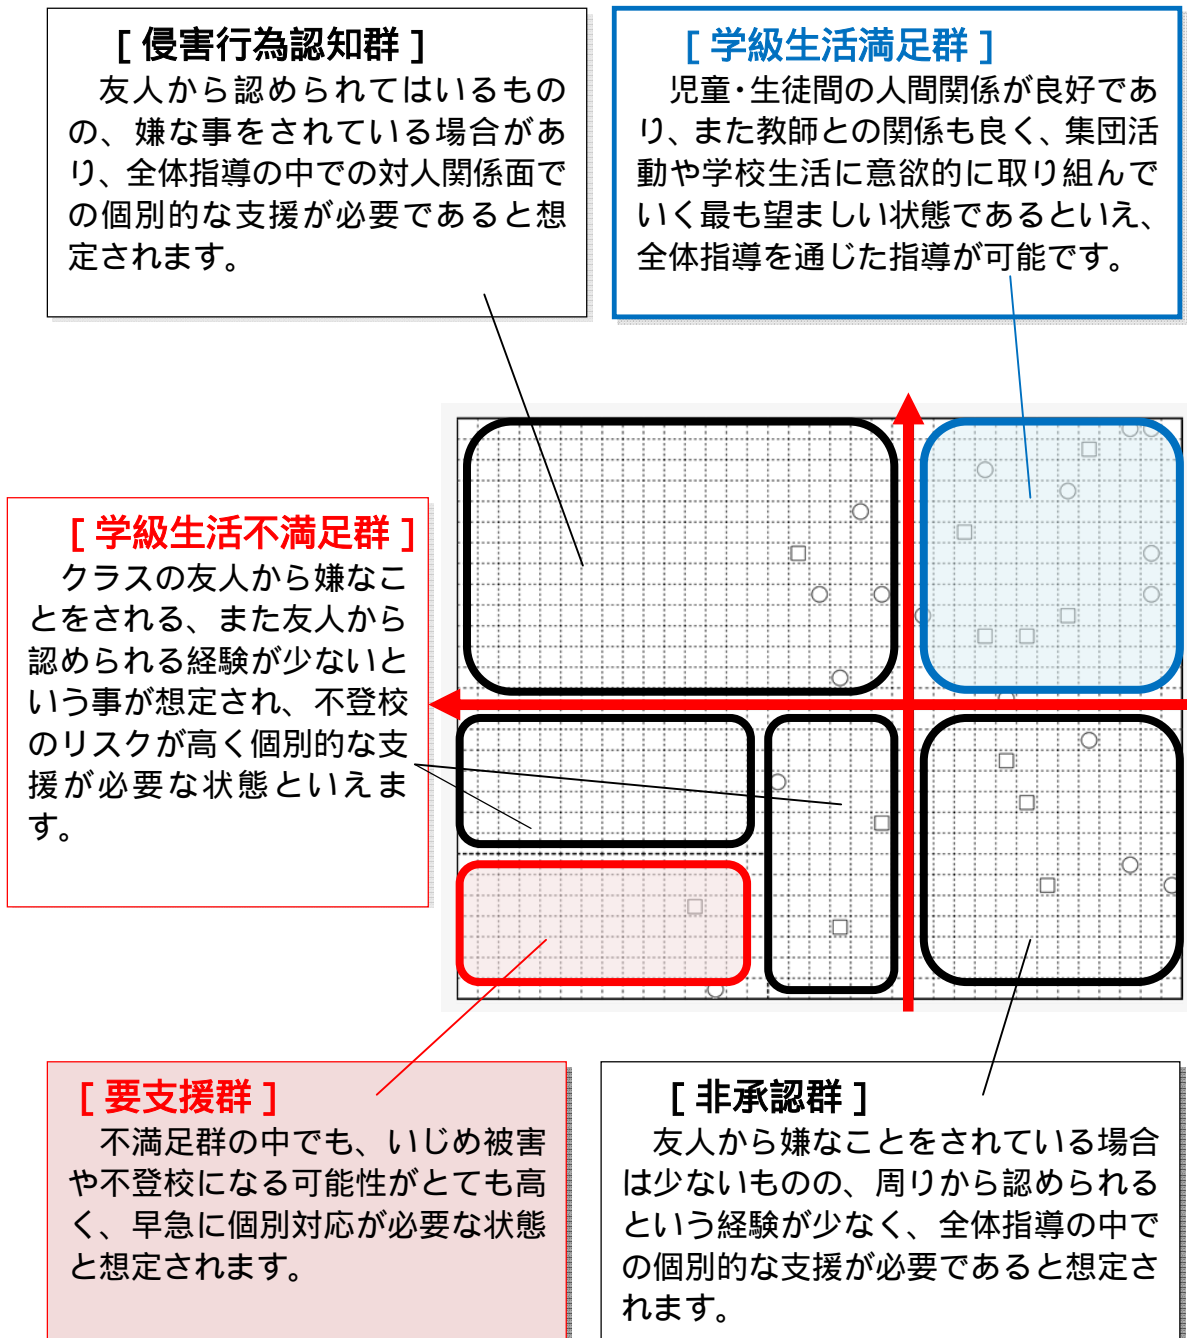 [ 侵害行為認知群 ]
友人から認められてはいるもの
の、嫌な事をされている場合があ
り、全体指導の中での対人関係面で
の個別的な支援が必要であると想
定されます。
[ 学級生活満足群 ]
児童・生徒間の人間関係が良好であ
り、また教師との関係も良く、集団活
動や学校生活に意欲的に取り組んで
いく最も望ましい状態であるといえ、
全体指導を通じた指導が可能です。
[ 学級生活不満足群 ]
クラスの友人から嫌なこ
とをされる、また友人から
認められる経験が少ないと
いう事が想定され、不登校
のリスクが高く個別的な支
援が必要な状態といえま
す。
[ 要支援群 ]
不満足群の中でも、いじめ被害
や不登校になる可能性がとても高
く、早急に個別対応が必要な状態
と想定されます。
[ 非承認群 ]
友人から嫌なことをされている場合
は少ないものの、周りから認められる
という経験が少なく、全体指導の中で
の個別的な支援が必要であると想定さ
れます。